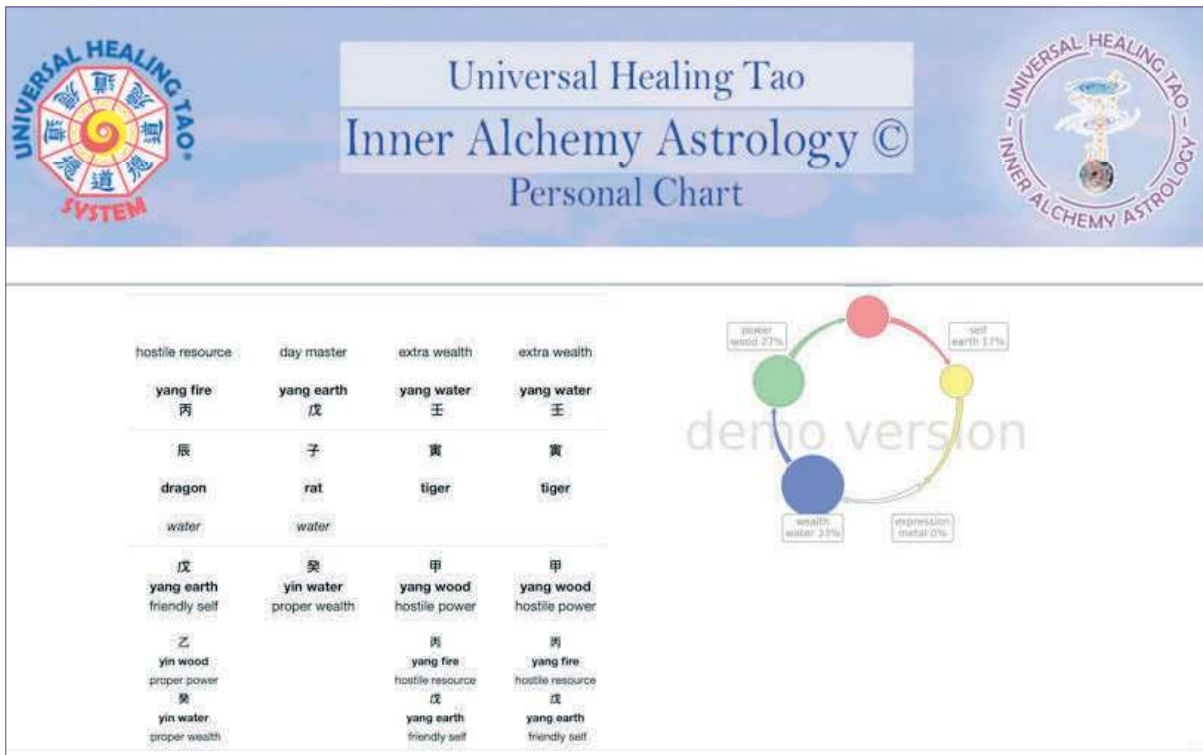 UNIVERSAL HEALING TAO®
道
SYSTEM
Universal Healing Tao
Inner Alchemy Astrology ©
Personal Chart
UNIVERSAL HEALING TAO
INNER ALCHEMY ASTROLOGY
hostile resource day master extra wealth extra wealth
yang fire yang earth yang water yang water
丙 戊 壬 壬
辰 子 寅 寅
dragon rat tiger tiger
water water
戊 癸 甲 甲
yang earth yin water yang wood yang wood
friendly self proper wealth hostile power hostile power
乙 丙 丙
yin wood yang fire yang fire
proper power hostile resource hostile resource
癸 戊 戊
yin water yang earth yang earth
proper wealth friendly self friendly self
power
wood 27%
self
earth 17%
demo version
wealth
water 33%
expression
metal 0%